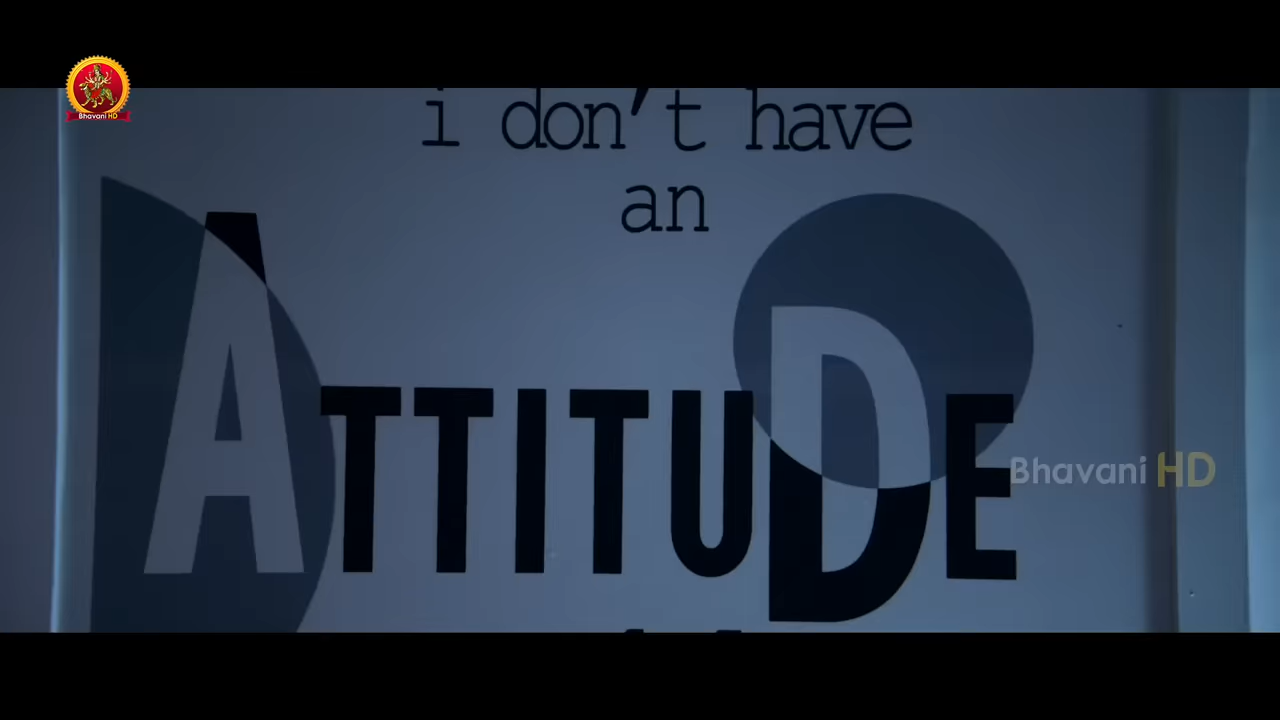 Bhavani HD
i don't have
an
ATTITUDE
Bhavani HD